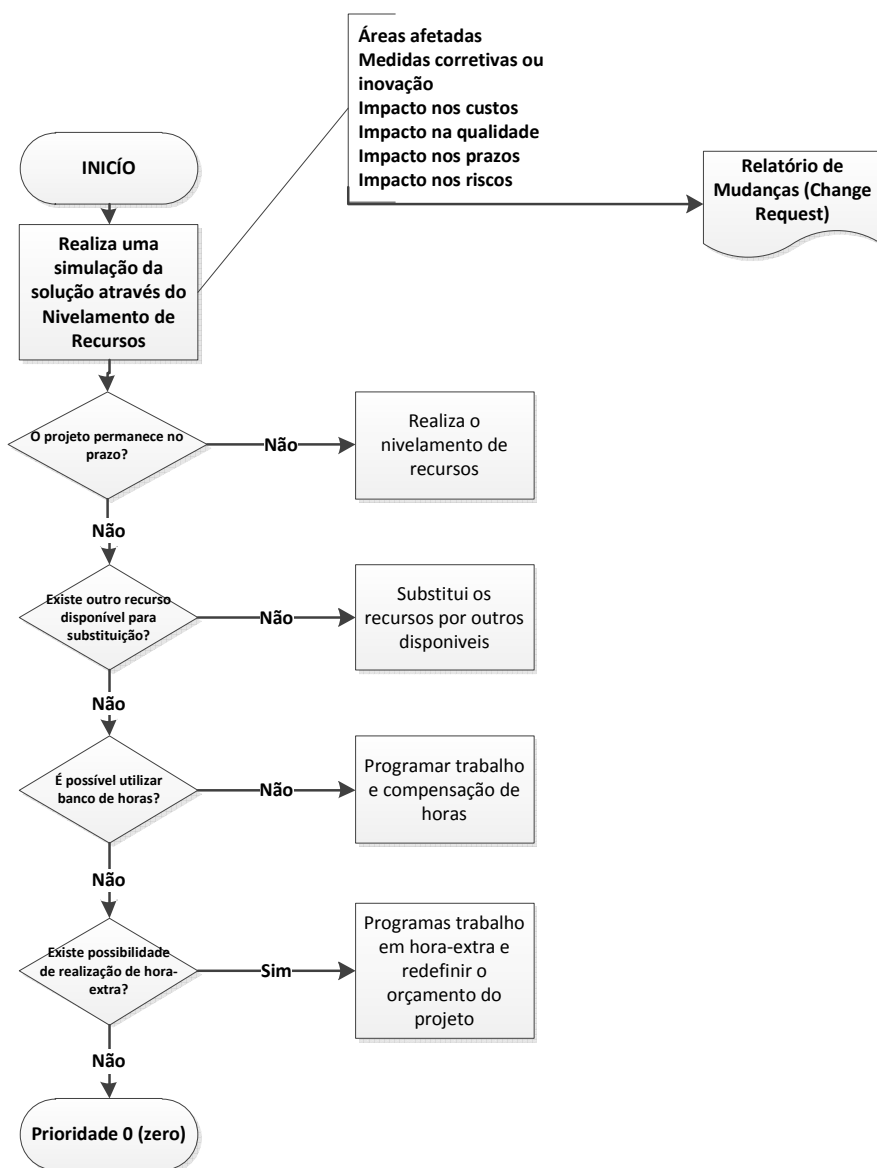 Áreas afetadas
Medidas corretivas ou
inovação
Impacto nos custos
Impacto na qualidade
Impacto nos prazos
Impacto nos riscos
Relatório de
Mudanças (Change
Request)
INICÍO
Realiza uma
simulação da
solução através do
Nivelamento de
Recursos
O projeto permanece no
prazo?
Não
Realiza o
nivelamento de
recursos
Não
Existe outro recurso
disponível para
substituição?
Não
Substitui os
recursos por outros
disponiveis
Não
É possível utilizar
banco de horas?
Não
Programar trabalho
e compensação de
horas
Não
Existe possibilidade
de realização de hora-
extra?
Sim
Programas trabalho
em hora-extra e
redefinir o
orçamento do
projeto
Não
Prioridade 0 (zero)